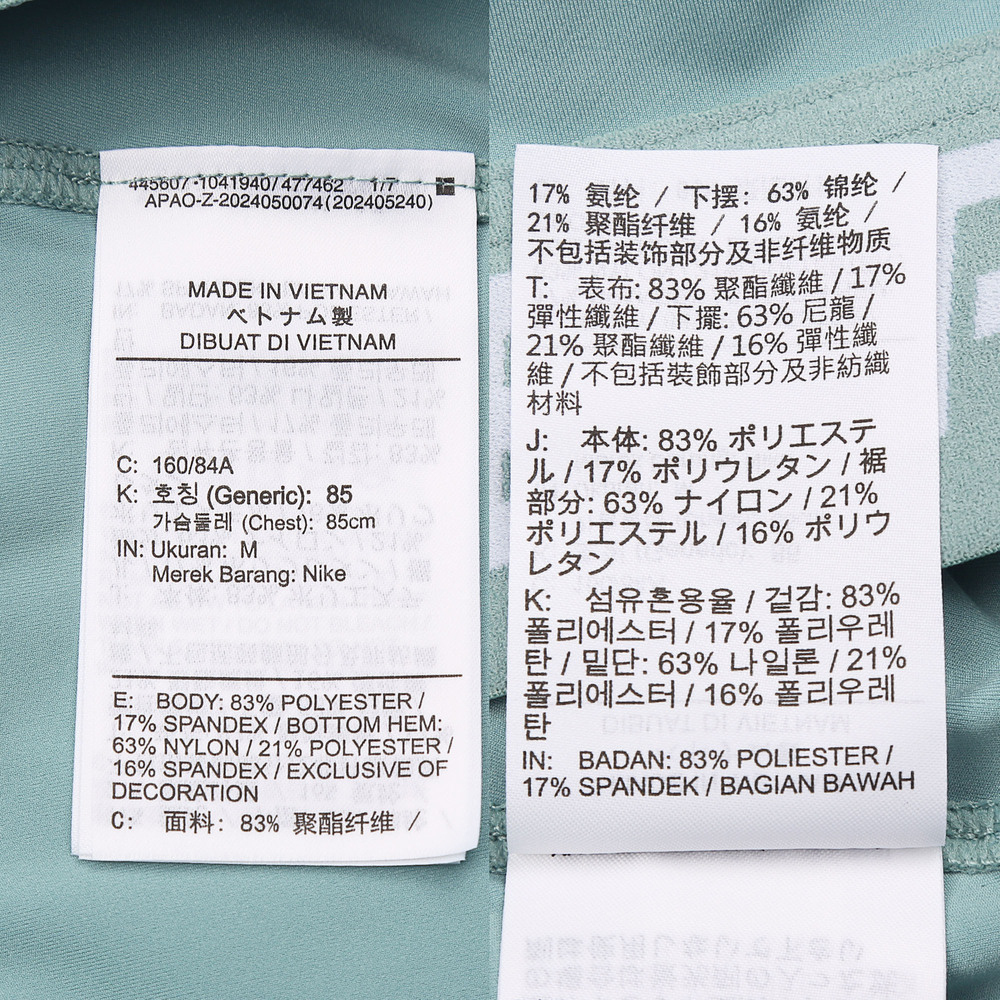 445607 · 1041940/477462 1/7
APAO-Z-2024050074(202405240)
MADE IN VIETNAM
ベトナム製
DIBUAT DI VIETNAM
C: 160/84A
K: 호칭 (Generic): 85
가슴둘레 (Chest): 85cm
IN: Ukuran: M
Merek Barang: Nike
E: BODY: 83% POLYESTER /
17% SPANDEX / BOTTOM HEM:
63% NYLON / 21% POLYESTER /
16% SPANDEX / EXCLUSIVE OF
DECORATION
C: 面料: 83% 聚酯纤维 /
17% 氨纶 / 下摆: 63% 锦纶 /
21% 聚酯纤维 / 16% 氨纶 /
不包括装饰部分及非纤维物质
T: 表布: 83% 聚酯纖維 / 17%
彈性纖維 / 下擺: 63% 尼龍 /
21% 聚酯纖維 / 16% 彈性纖
維 / 不包括裝飾部分及非紡織
材料
J: 本体: 83% ポリエステ
ル / 17% ポリウレタン / 裾
部分: 63% ナイロン / 21%
ポリエステル / 16% ポリウ
レタン
K: 섬유혼용율 / 겉감: 83%
폴리에스터 / 17% 폴리우레
탄 / 밑단: 63% 나일론 / 21%
폴리에스터 / 16% 폴리우레
탄
IN: BADAN: 83% POLIESTER /
17% SPANDEK / BAGIAN BAWAH